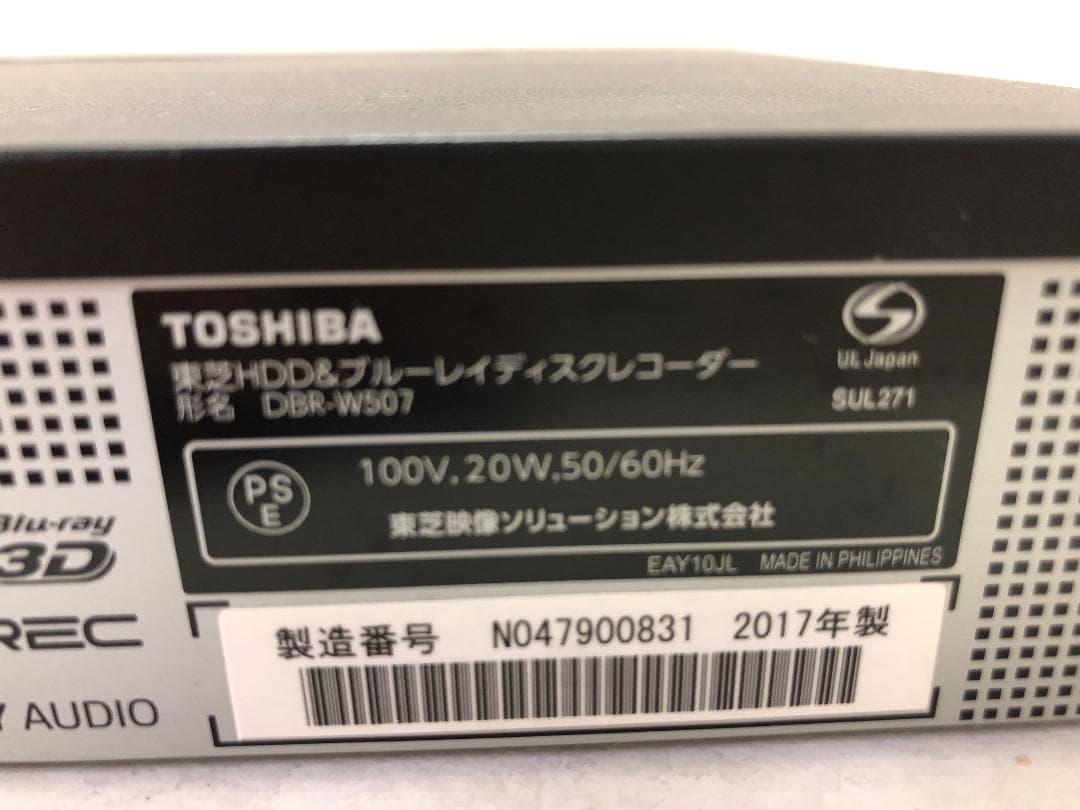 TOSHIBA
東芝HDD&ブルーレイディスクレコーダー
形名 DBR-W507
UL Japan
SUL271
PS
E
100V,20W,50/60Hz
東芝映像ソリューション株式会社
EAY10JL MADE IN PHILIPPINES
Blu-ray
3D
REC
Y AUDIO
製造番号 N047900831 2017年製